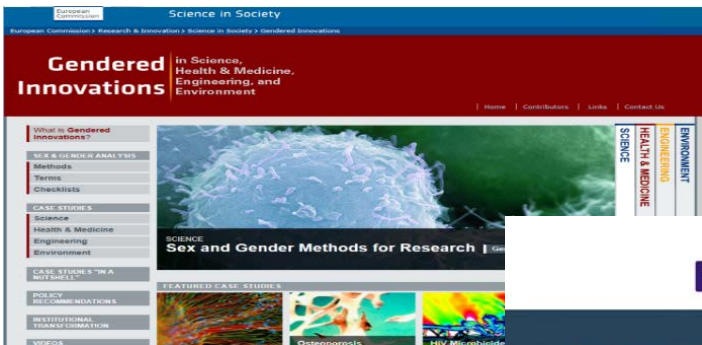 European
Commission
Science in Society
European Commission > Research & Innovation > Science in Society > Gendered Innovations
Gendered
Innovations
in Science,
Health & Medicine,
Engineering, and
Environment
| Home | Contributors | Links | Contact Us
What is Gendered
Innovations?
SEX & GENDER ANALYSIS
Methods
Terms
Checklists
CASE STUDIES
Science
Health & Medicine
Engineering
Environment
CASE STUDIES "IN A
NUTSHELL"
POLICY
RECOMMENDATIONS
INSTITUTIONAL
TRANSFORMATION
VIDEOS
SCIENCE
Sex and Gender Methods for Research |
SCIENCE
HEALTH & MEDICINE
ENGINEERING
ENVIRONMENT
FEATURED CASE STUDIES
Osteoporosis
HIV Microbicide